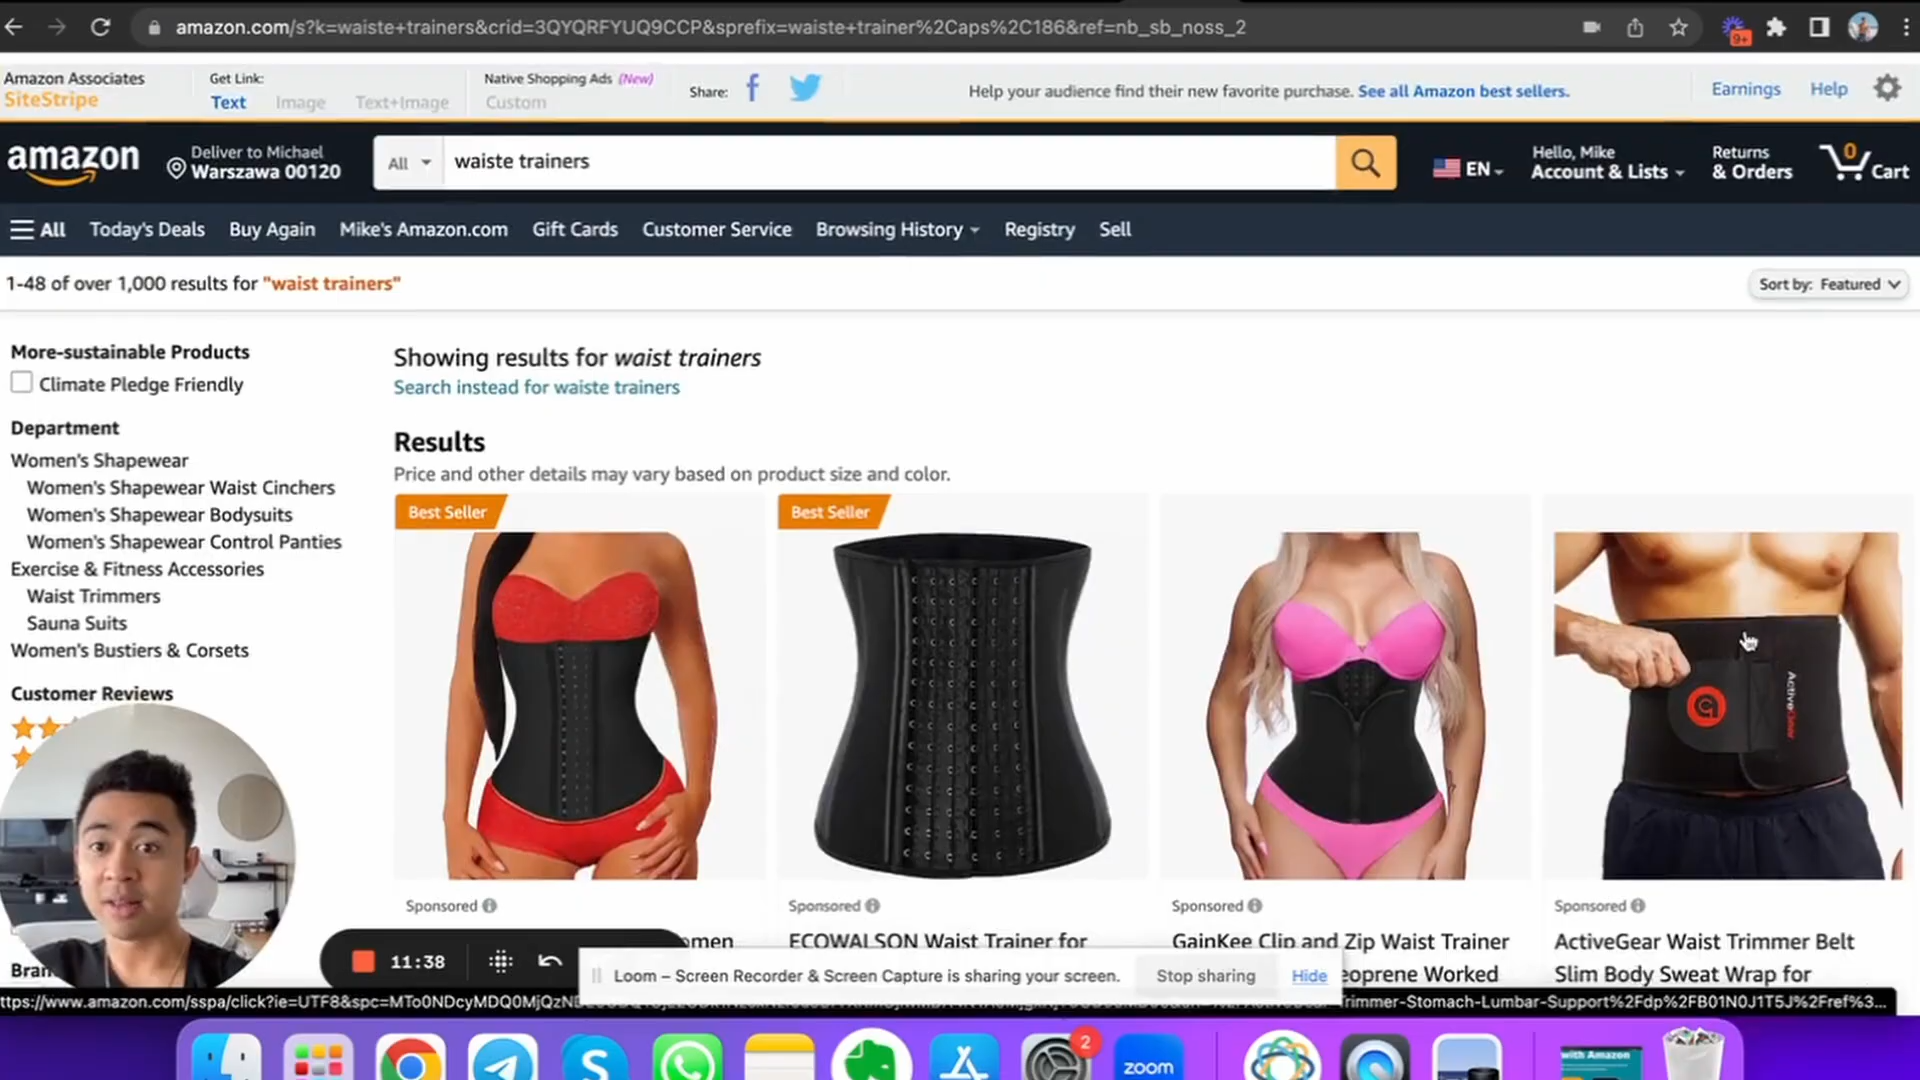 amazon.com/s?k=waiste+trainers&crid=3QYQRFYUQ9CCP&sprefix=waiste+trainer%2Caps%2C186&ref=nb_sb_noss_2
9+
Amazon Associates
SiteStripe
Get Link:
Text Image Text+Image
Native Shopping Ads (New)
Custom
Share:
Help your audience find their new favorite purchase. See all Amazon best sellers.
Earnings Help
amazon
Deliver to Michael
Warszawa 00120
All
waiste trainers
EN
Hello, Mike
Account & Lists
Returns
& Orders
0
Cart
All Today's Deals Buy Again Mike's Amazon.com Gift Cards Customer Service Browsing History Registry Sell
1-48 of over 1,000 results for "waist trainers"
Sort by: Featured
More-sustainable Products
Climate Pledge Friendly
Department
Women's Shapewear
Women's Shapewear Waist Cinchers
Women's Shapewear Bodysuits
Women's Shapewear Control Panties
Exercise & Fitness Accessories
Waist Trimmers
Sauna Suits
Women's Bustiers & Corsets
Customer Reviews
Showing results for waist trainers
Search instead for waiste trainers
Results
Price and other details may vary based on product size and color.
Best Seller
Best Seller
ActiveGear
Sponsored
Sponsored
Sponsored
Sponsored
ECOWALSON Waist Trainer for
GainKee Clip and Zip Waist Trainer
Worked
ActiveGear Waist Trimmer Belt
Slim Body Sweat Wrap for
11:38
Loom – Screen Recorder & Screen Capture is sharing your screen.
Stop sharing
Hide
2
zoom
with Amazon